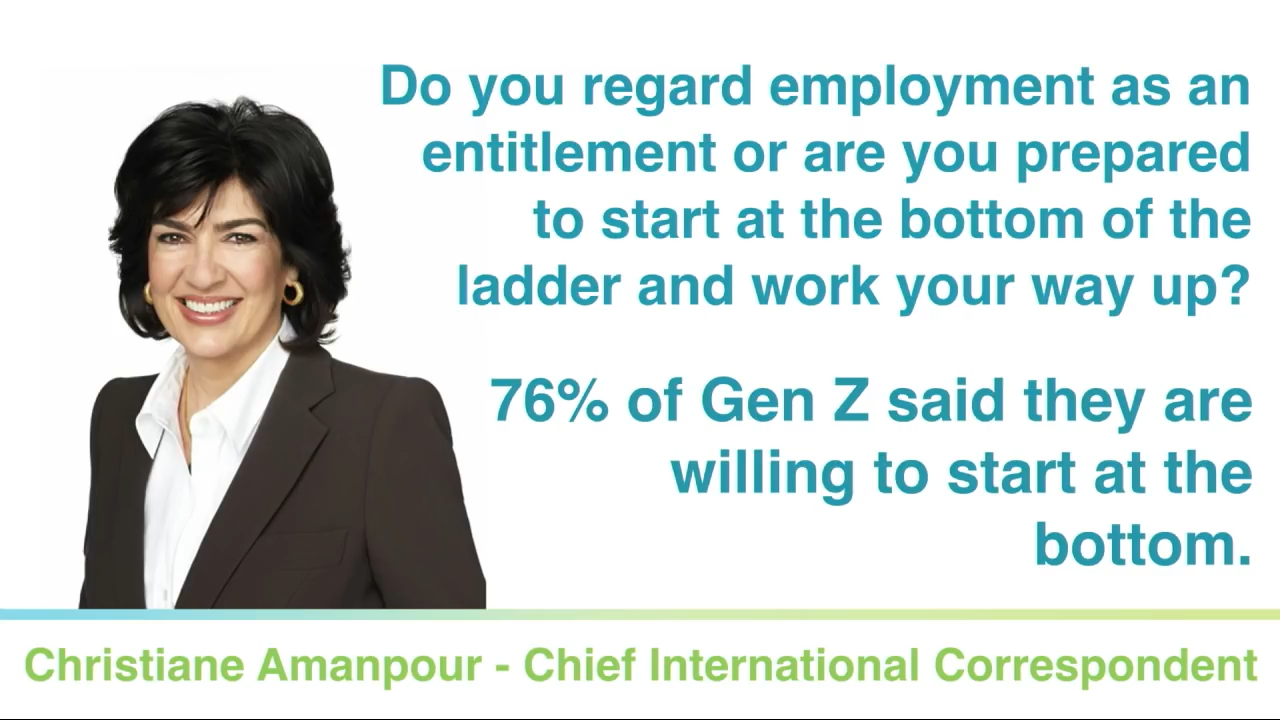 Do you regard employment as an
entitlement or are you prepared
to start at the bottom of the
ladder and work your way up?
76% of Gen Z said they are
willing to start at the
bottom.
Christiane Amanpour - Chief International Correspondent